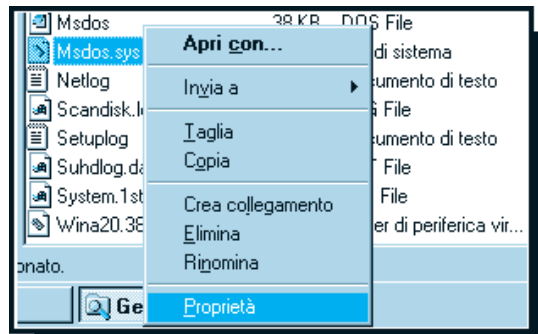 Msdos 38 KB DOS File
Msdos.sys di sistema
Netlog cumento di testo
Scandisk.l G File
Setuplog cumento di testo
Suhdlog.da T File
System.1st File
Wina20.38 er di periferica vir...
onato.
Ge
Apri con...
Invia a
Taglia
Copia
Crea collegamento
Elimina
Rinomina
Proprietà